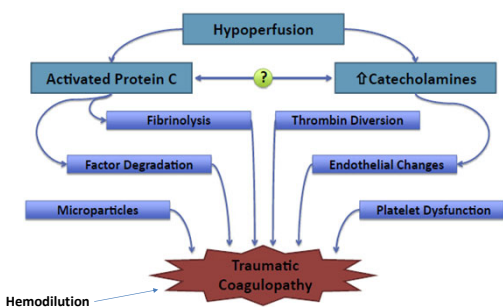 Hypoperfusion
Activated Protein C
?
⇧Catecholamines
Fibrinolysis
Thrombin Diversion
Factor Degradation
Endothelial Changes
Microparticles
Platelet Dysfunction
Traumatic
Coagulopathy
Hemodilution